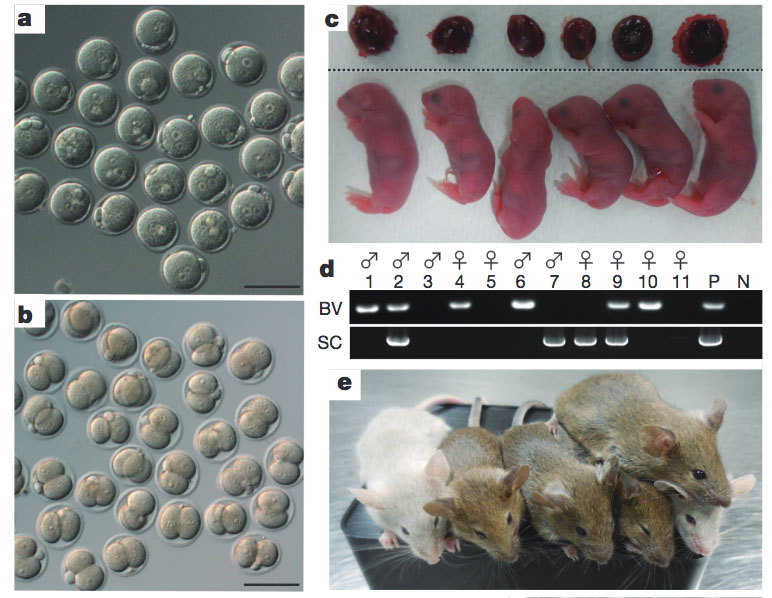 a
b
c
d
♂ ♂ ♂ ♀ ♀ ♂ ♂ ♀ ♀ ♀ ♀
1 2 3 4 5 6 7 8 9 10 11 P N
BV
SC
e